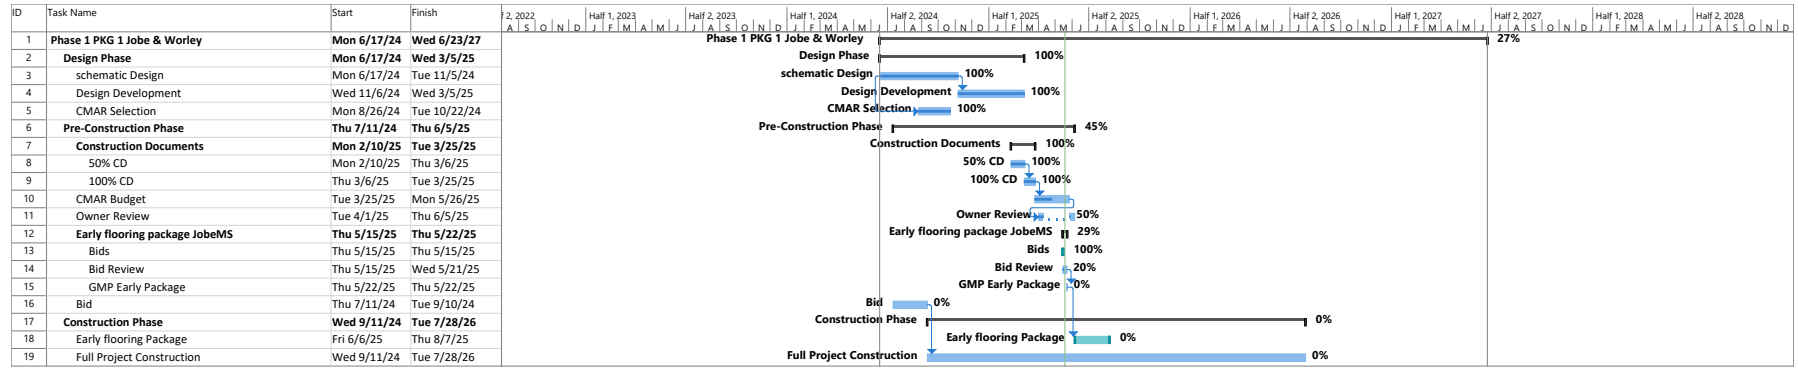 ID Task Name Start Finish f 2, 2022 Half 1, 2023 Half 2, 2023 Half 1, 2024 Half 2, 2024 Half 1, 2025 Half 2, 2025 Half 1, 2026 Half 2, 2026 Half 1, 2027 Half 2, 2027 Half 1, 2028 Half 2, 2028
A S O N D J F M A M J J A S O N D J F M A M J J A S O N D J F M A M J J A S O N D J F M A M J J A S O N D J F M A M J J A S O N D J F M A M J J A S O N D
1 Phase 1 PKG 1 Jobe & Worley Mon 6/17/24 Wed 6/23/27 Phase 1 PKG 1 Jobe & Worley 27%
2 Design Phase Mon 6/17/24 Wed 3/5/25 Design Phase 100%
3 schematic Design Mon 6/17/24 Tue 11/5/24 schematic Design 100%
4 Design Development Wed 11/6/24 Wed 3/5/25 Design Development 100%
5 CMAR Selection Mon 8/26/24 Tue 10/22/24 CMAR Selection 100%
6 Pre-Construction Phase Thu 7/11/24 Thu 6/5/25 Pre-Construction Phase 45%
7 Construction Documents Mon 2/10/25 Tue 3/25/25 Construction Documents 100%
8 50% CD Mon 2/10/25 Thu 3/6/25 50% CD 100%
9 100% CD Thu 3/6/25 Tue 3/25/25 100% CD 100%
10 CMAR Budget Tue 3/25/25 Mon 5/26/25
11 Owner Review Tue 4/1/25 Thu 6/5/25 Owner Review 50%
12 Early flooring package JobeMS Thu 5/15/25 Thu 5/22/25 Early flooring package JobeMS 29%
13 Bids Thu 5/15/25 Thu 5/15/25 Bids 100%
14 Bid Review Thu 5/15/25 Wed 5/21/25 Bid Review 20%
15 GMP Early Package Thu 5/22/25 Thu 5/22/25 GMP Early Package 0%
16 Bid Thu 7/11/24 Tue 9/10/24 Bid 0%
17 Construction Phase Wed 9/11/24 Tue 7/28/26 Construction Phase 0%
18 Early flooring Package Fri 6/6/25 Thu 8/7/25 Early flooring Package 0%
19 Full Project Construction Wed 9/11/24 Tue 7/28/26 Full Project Construction 0%